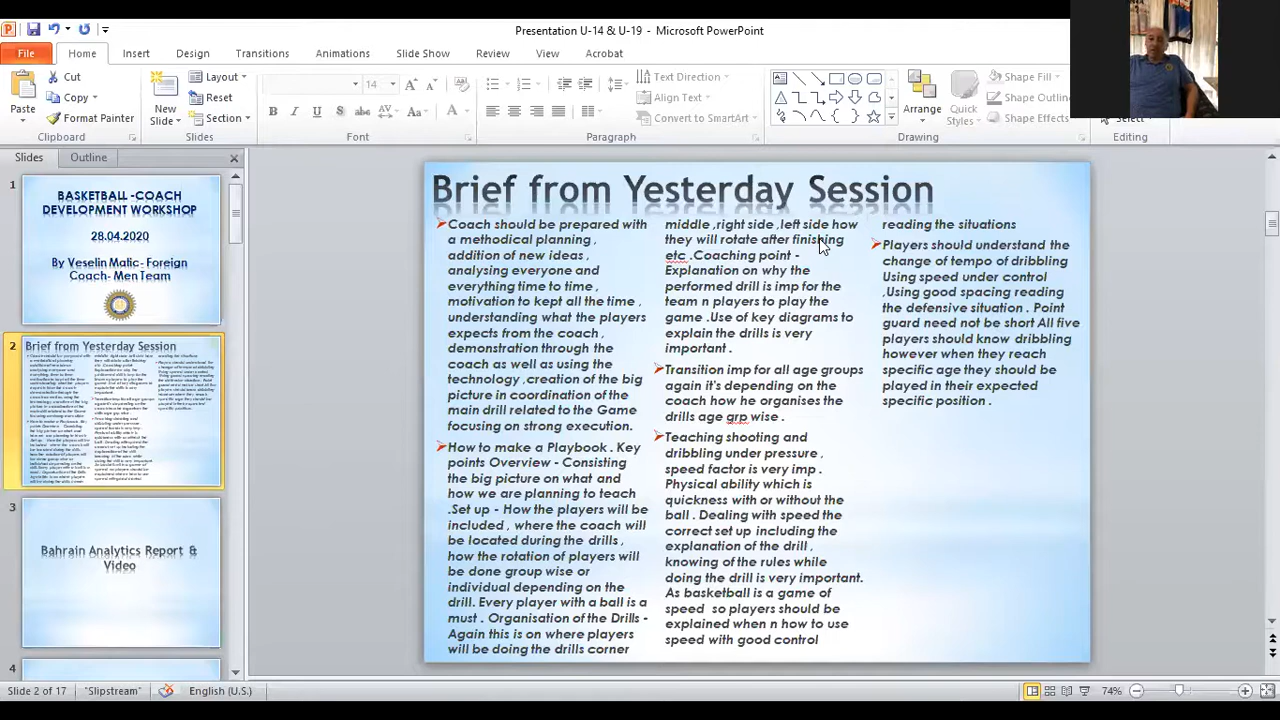 Presentation U-14 & U-19 - Microsoft PowerPoint
File Home Insert Design Transitions Animations Slide Show Review View Acrobat
Paste
Cut
Copy
Format Painter
Clipboard
New Slide
Layout
Reset
Section
Slides
14
Font
Text Direction
Align Text
Convert to SmartArt
Paragraph
Arrange
Quick Styles
Shape Fill
Shape Outline
Shape Effects
Drawing
Select
Editing
Slides Outline
1
BASKETBALL -COACH
DEVELOPMENT WORKSHOP
28.04.2020
By Veselin Matic- Foreign
Coach- Men Team
2
Brief from Yesterday Session
3
Bahrain Analytics Report &
Video
4
Brief from Yesterday Session
Coach should be prepared with
a methodical planning ,
addition of new ideas ,
analysing everyone and
everything time to time ,
motivation to kept all the time ,
understanding what the players
expects from the coach ,
demonstration through the
coach as well as using the
technology ,creation of the big
picture in coordination of the
main drill related to the Game
focusing on strong execution.
How to make a Playbook . Key
points Overview - Consisting
the big picture on what and
how we are planning to teach
.Set up - How the players will be
included , where the coach will
be located during the drills ,
how the rotation of players will
be done group wise or
individual depending on the
drill. Every player with a ball is a
must . Organisation of the Drills -
Again this is on where players
will be doing the drills corner
middle ,right side ,left side how
they will rotate after finishing
etc .Coaching point -
Explanation on why the
performed drill is imp for the
team n players to play the
game .Use of key diagrams to
explain the drills is very
important .
Transition imp for all age groups
again it's depending on the
coach how he organises the
drills age grp wise .
Teaching shooting and
dribbling under pressure ,
speed factor is very imp .
Physical ability which is
quickness with or without the
ball . Dealing with speed the
correct set up including the
explanation of the drill ,
knowing of the rules while
doing the drill is very important.
As basketball is a game of
speed so players should be
explained when n how to use
speed with good control
reading the situations
Players should understand the
change of tempo of dribbling
Using speed under control
,Using good spacing reading
the defensive situation . Point
guard need not be short All five
players should know dribbling
however when they reach
specific age they should be
played in their expected
specific position .
Slide 2 of 17 "Slipstream" English (U.S.) 74%